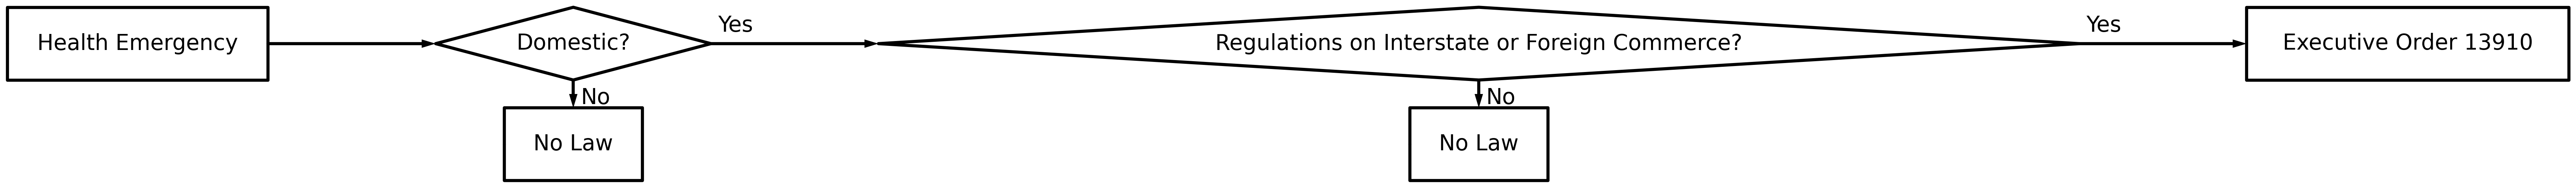 Health Emergency
Domestic?
Yes
Regulations on Interstate or Foreign Commerce?
Yes
Executive Order 13910
No
No
No Law
No Law